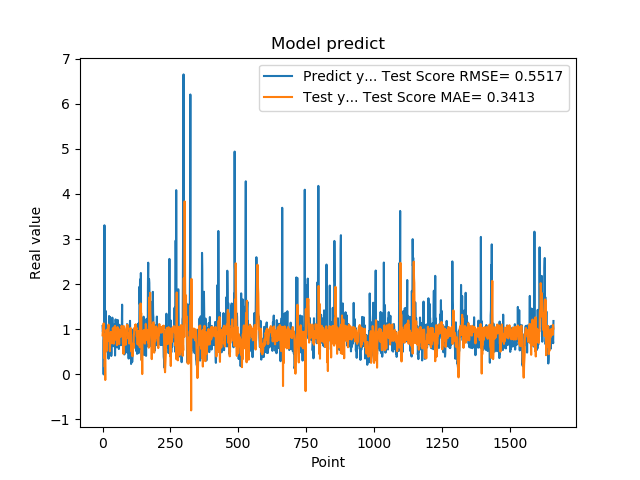 Model predict
Predict y... Test Score RMSE= 0.5517
Test y... Test Score MAE= 0.3413
7
6
5
4
3
2
1
0
−1
Real value
0 250 500 750 1000 1250 1500
Point